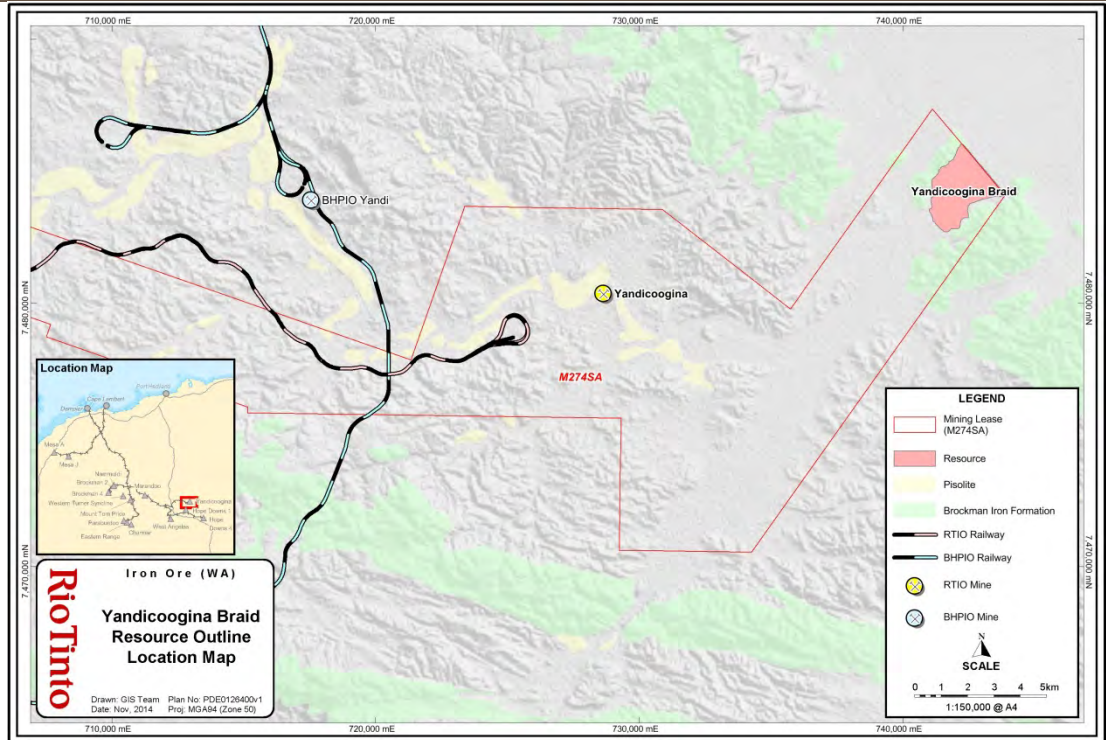 710,000 mE
720,000 mE
730,000 mE
740,000 mE
BHPIO Yandi
Yandicoogina Braid
Yandicoogina
M274SA
7,480,000 mN
7,480,000 mN
7,470,000 mN
7,470,000 mN
Location Map
Port Hedland
Cape Lambert
Dampier
Mesa A
Mesa J
Nammuldi
Brockman 2
Marandoo
Brockman 4
Western Turner Syncline
Yandicoogina
Hope Downs 1
Mount Tom Price
Paraburdoo
Channar
Eastern Range
West Angelas
Hope
Downs 4
LEGEND
Mining Lease
(M274SA)
Resource
Pisolite
Brockman Iron Formation
RTIO Railway
BHPIO Railway
RTIO Mine
BHPIO Mine
N
SCALE
0 1 2 3 4 5km
1:150,000 @ A4
RioTinto
Iron Ore (WA)
Yandicoogina Braid
Resource Outline
Location Map
Drawn: GIS Team Plan No: PDE0126400v1
Date: Nov, 2014 Proj: MGA94 (Zone 50)
710,000 mE
720,000 mE
730,000 mE
740,000 mE